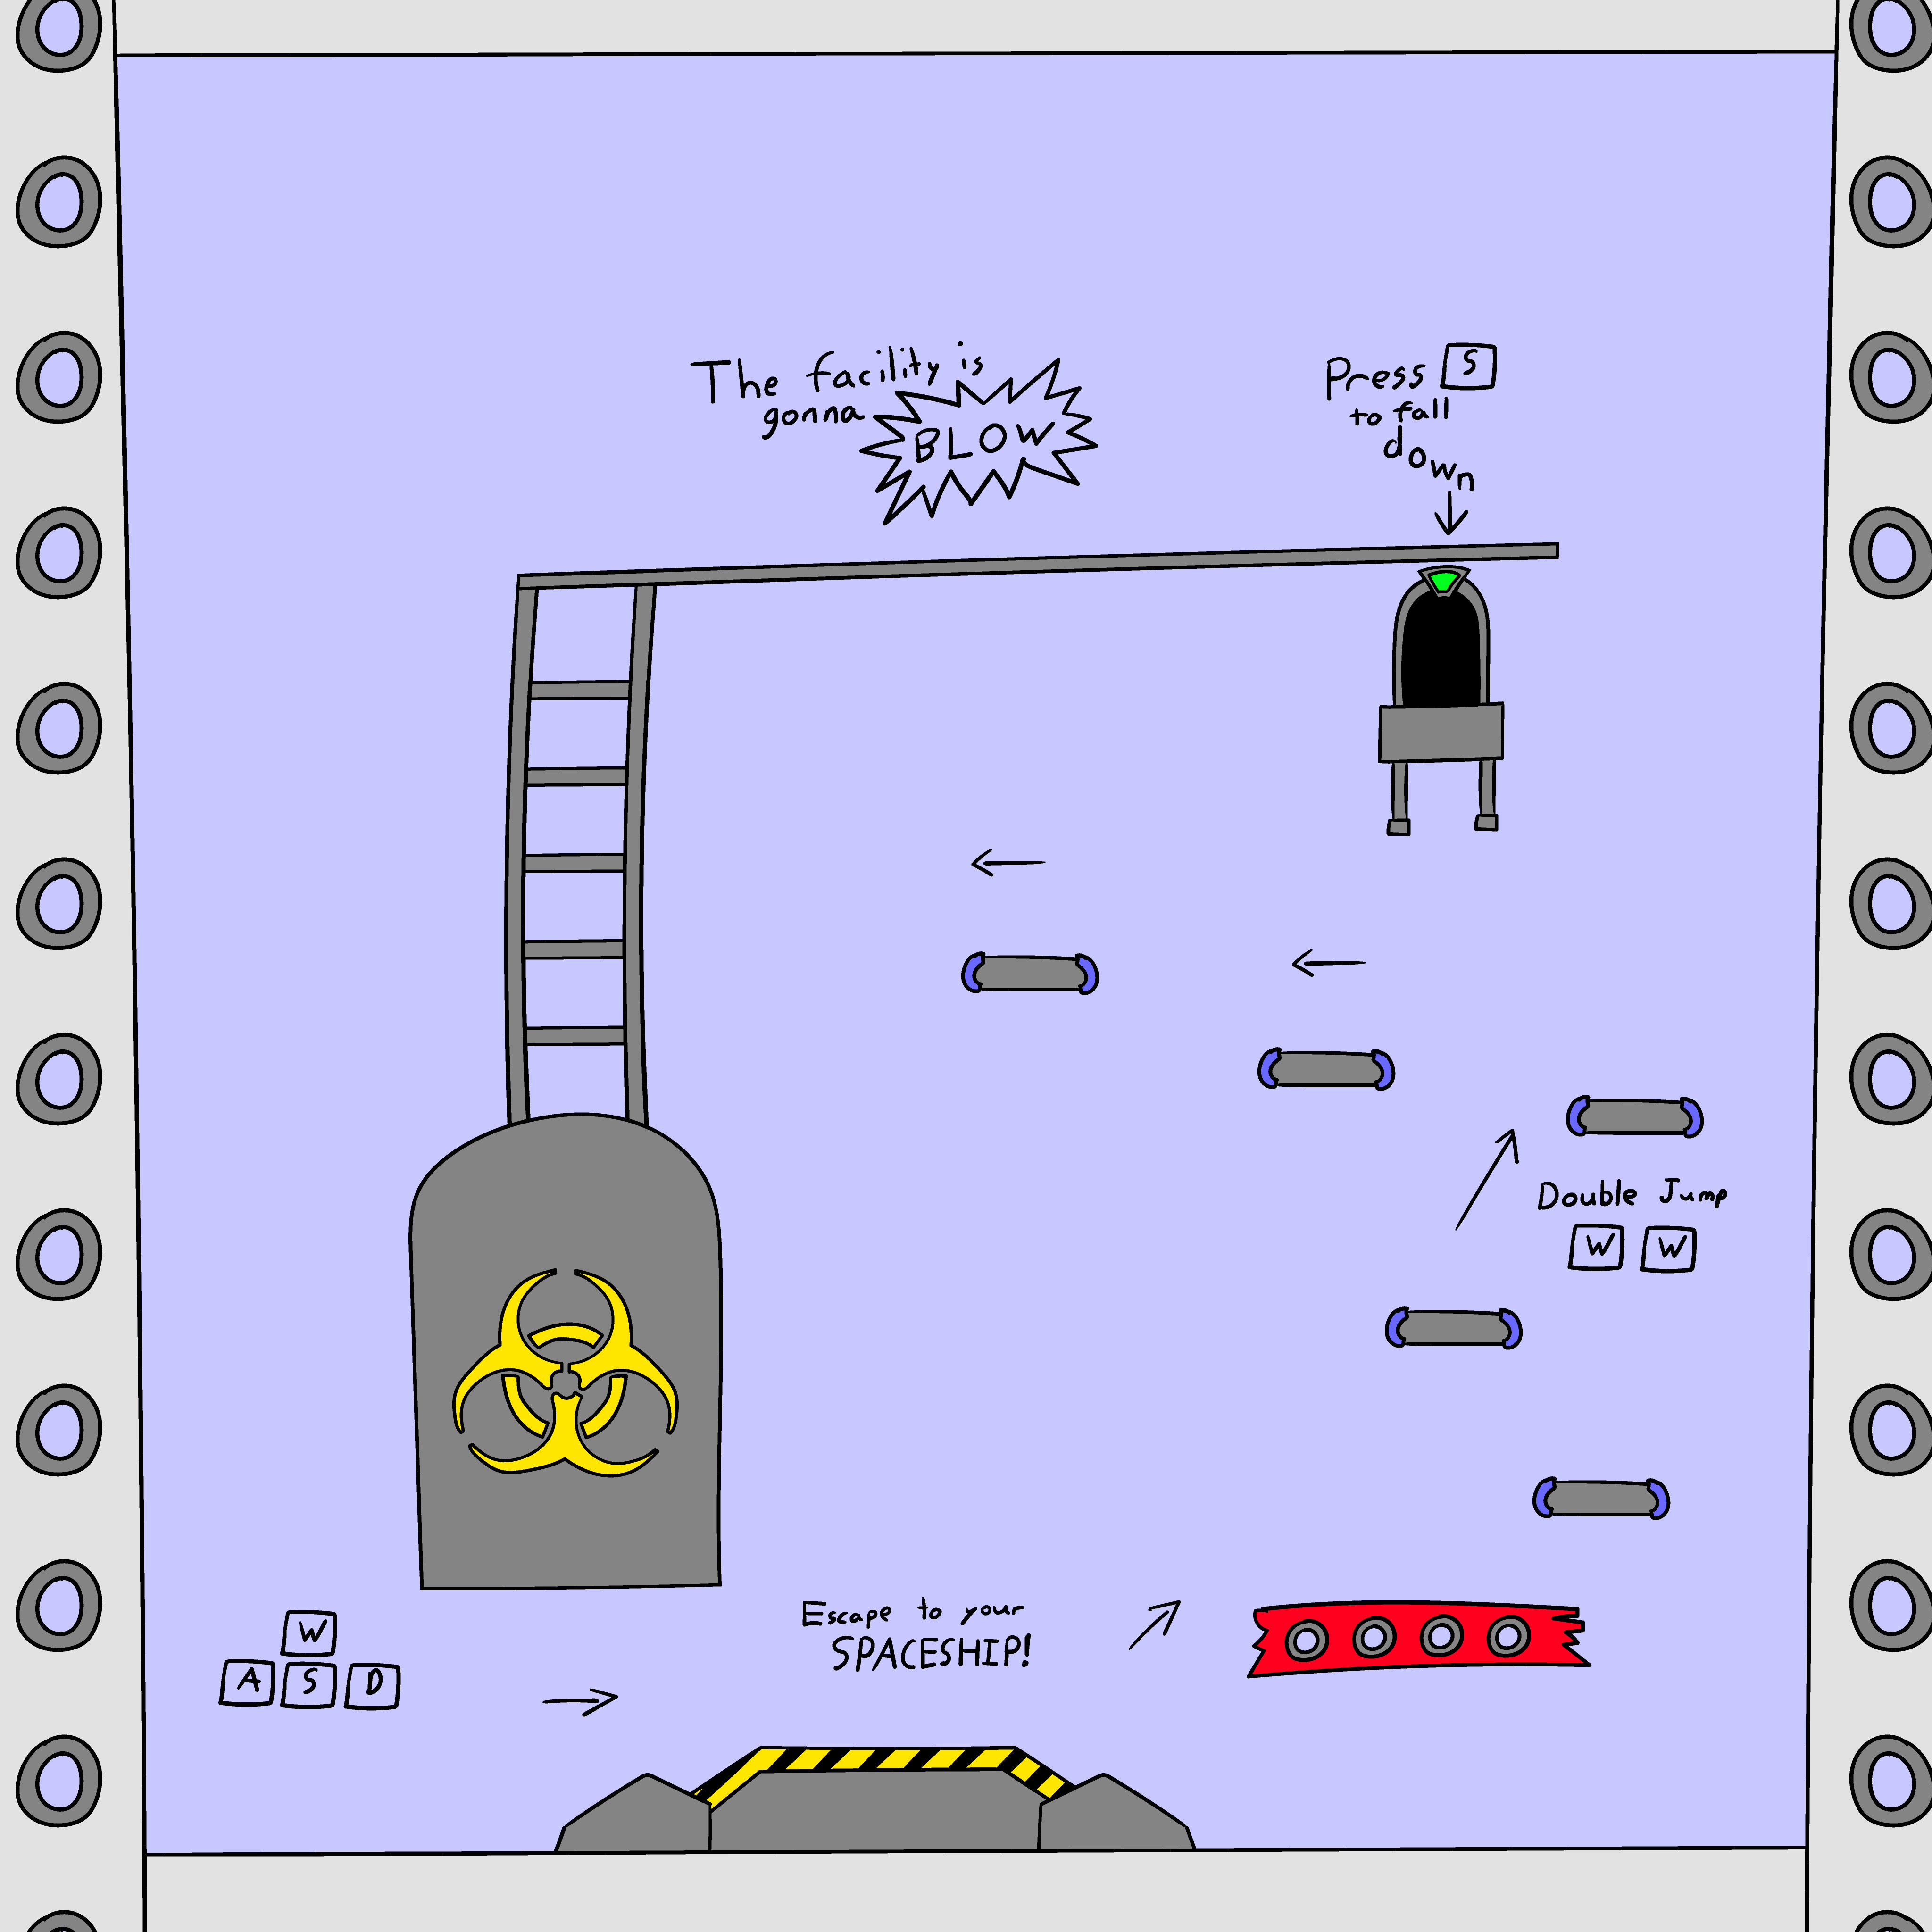 The facility is
gonna BLOW
Press S
to fall
down
Double Jump
W W
Escape to your
SPACESHIP!
W
A S D